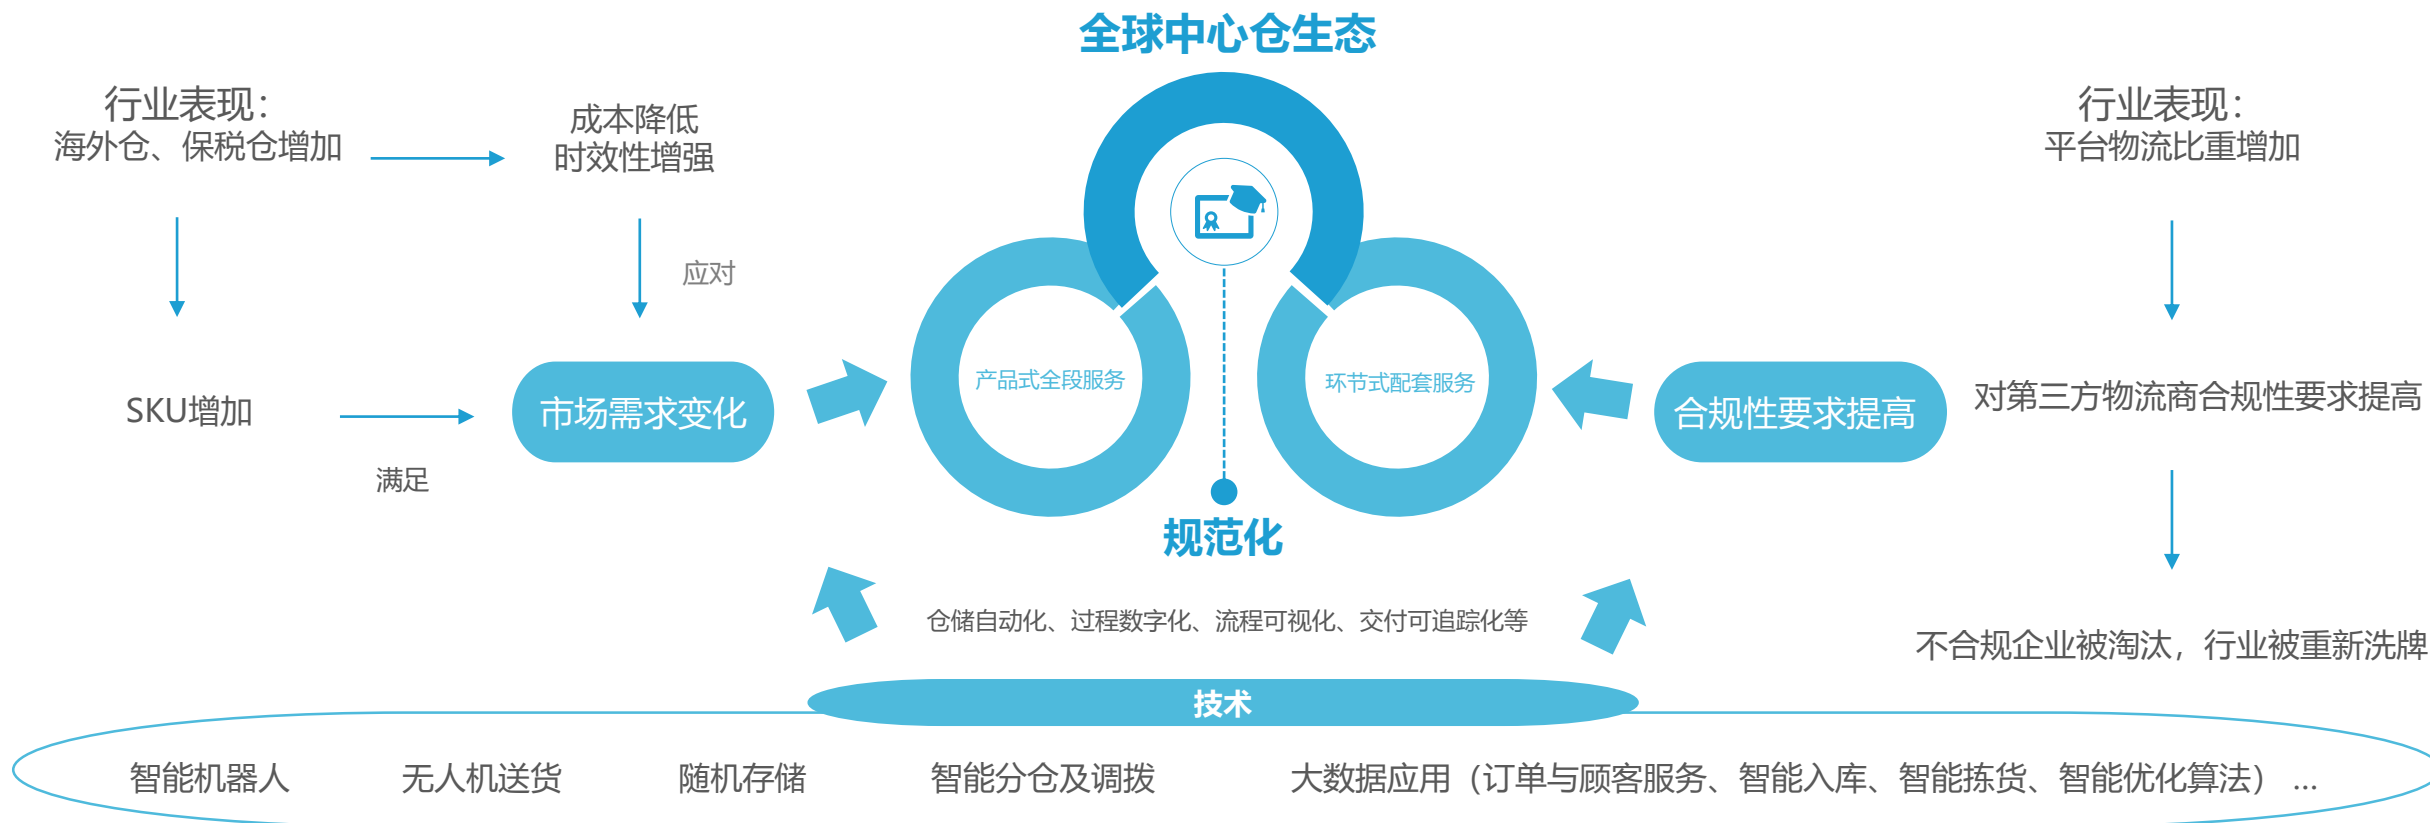 全球中心仓生态
行业表现：
海外仓、保税仓增加
成本降低
时效性增强
应对
SKU增加
满足
市场需求变化
产品式全段服务
环节式配套服务
规范化
行业表现：
平台物流比重增加
合规性要求提高
对第三方物流商合规性要求提高
不合规企业被淘汰，行业被重新洗牌
仓储自动化、过程数字化、流程可视化、交付可追踪化等
技术
智能机器人
无人机送货
随机存储
智能分仓及调拨
大数据应用（订单与顾客服务、智能入库、智能拣货、智能优化算法）...